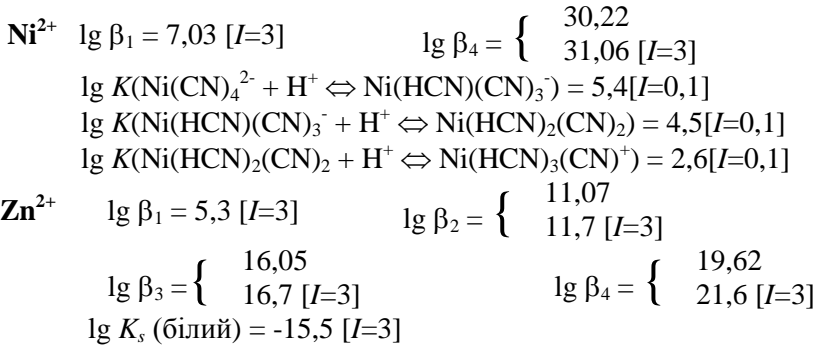 Ni²⁺ lg β₁ = 7,03 [I=3] lg β₄ = { 30,22
31,06 [I=3]
lg K(Ni(CN)₄²⁻ + H⁺ ⇔ Ni(HCN)(CN)₃⁻) = 5,4[I=0,1]
lg K(Ni(HCN)(CN)₃⁻ + H⁺ ⇔ Ni(HCN)₂(CN)₂) = 4,5[I=0,1]
lg K(Ni(HCN)₂(CN)₂ + H⁺ ⇔ Ni(HCN)₃(CN)⁺) = 2,6[I=0,1]
Zn²⁺ lg β₁ = 5,3 [I=3] lg β₂ = { 11,07
11,7 [I=3]
lg β₃ = { 16,05
16,7 [I=3]
lg β₄ = { 19,62
21,6 [I=3]
lg Kₛ (білий) = -15,5 [I=3]